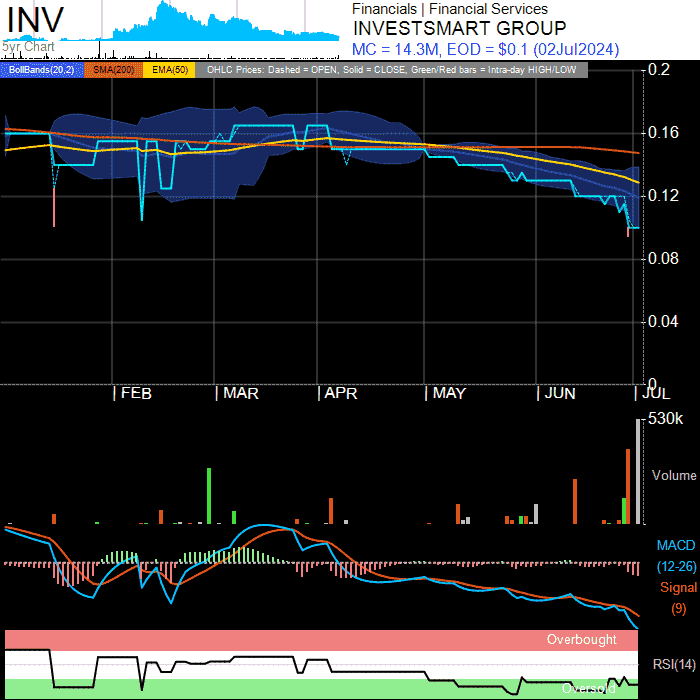 INV
5yr Chart
Financials | Financial Services
INVESTSMART GROUP
MC = 14.3M, EOD = $0.1 (02Jul2024)
BollBands(20,2) SMA(200) EMA(50) OHLC Prices: Dashed = OPEN, Solid = CLOSE, Green/Red bars = Intra-day HIGH/LOW
0.2
0.16
0.12
0.08
0.04
0
FEB MAR APR MAY JUN JUL
530k
Volume
MACD
(12-26)
Signal
(9)
Overbought
RSI(14)
Oversold